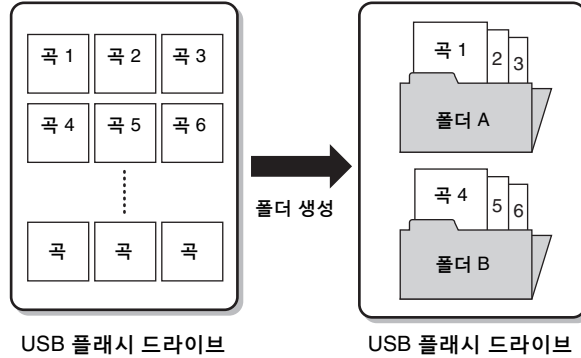 곡 1 곡 2 곡 3
곡 4 곡 5 곡 6
곡 곡 곡
USB 플래시 드라이브
폴더 생성
곡 1 2 3
폴더 A
곡 4 5 6
폴더 B
USB 플래시 드라이브